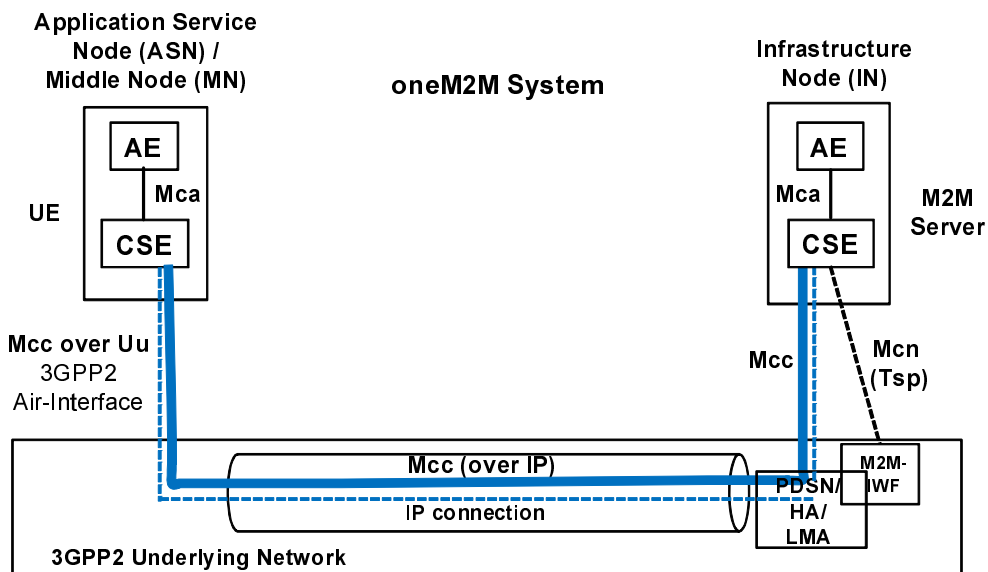 Application Service
Node (ASN) /
Middle Node (MN)
oneM2M System
Infrastructure
Node (IN)
AE
Mca
UE
CSE
AE
Mca
M2M
Server
CSE
Mcc over Uu
3GPP2
Air-Interface
Mcc
Mcn
(Tsp)
Mcc (over IP)
IP connection
M2M-
IWF
PDSN/
HA/
LMA
3GPP2 Underlying Network